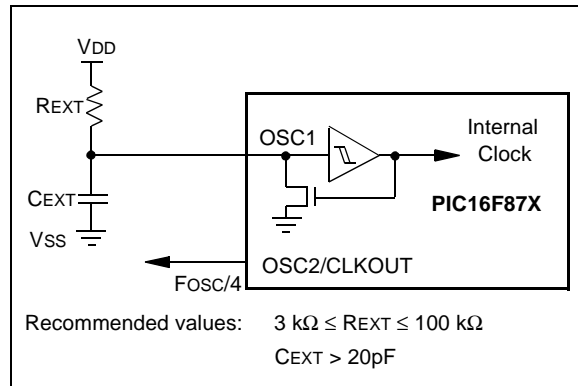 VDD
REXT
OSC1
Internal
Clock
CEXT
PIC16F87X
VSS
OSC2/CLKOUT
FOSC/4
Recommended values: 3 kΩ ≤ REXT ≤ 100 kΩ
CEXT > 20pF